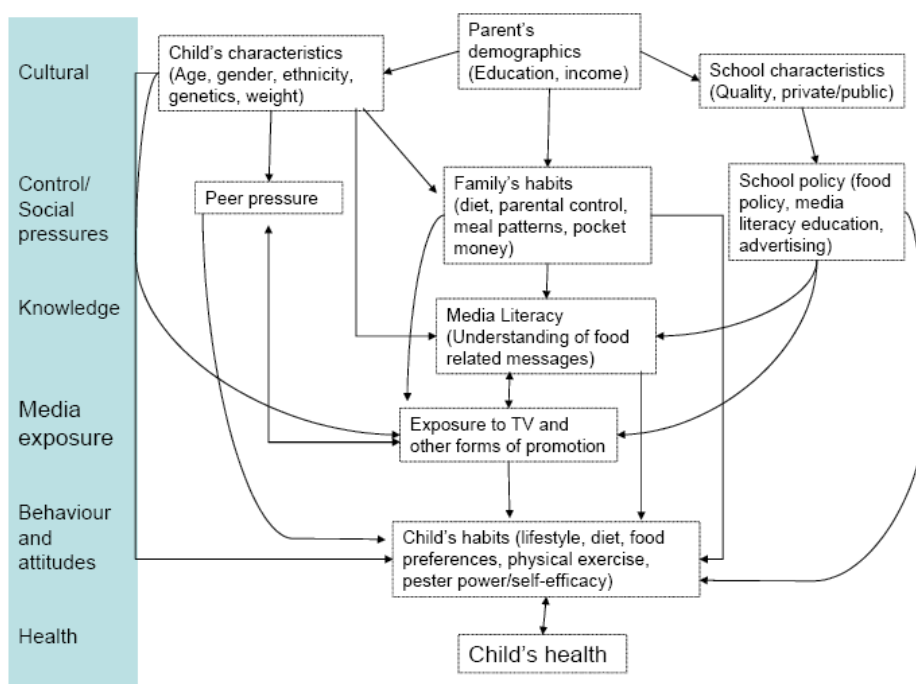 Cultural
Child's characteristics
(Age, gender, ethnicity,
genetics, weight)
Parent's
demographics
(Education, income)
School characteristics
(Quality, private/public)
Control/
Social
pressures
Peer pressure
Family's habits
(diet, parental control,
meal patterns, pocket
money)
School policy (food
policy, media
literacy education,
advertising)
Knowledge
Media Literacy
(Understanding of food
related messages)
Media
exposure
Exposure to TV and
other forms of promotion
Behaviour
and
attitudes
Child's habits (lifestyle, diet, food
preferences, physical exercise,
pester power/self-efficacy)
Health
Child's health